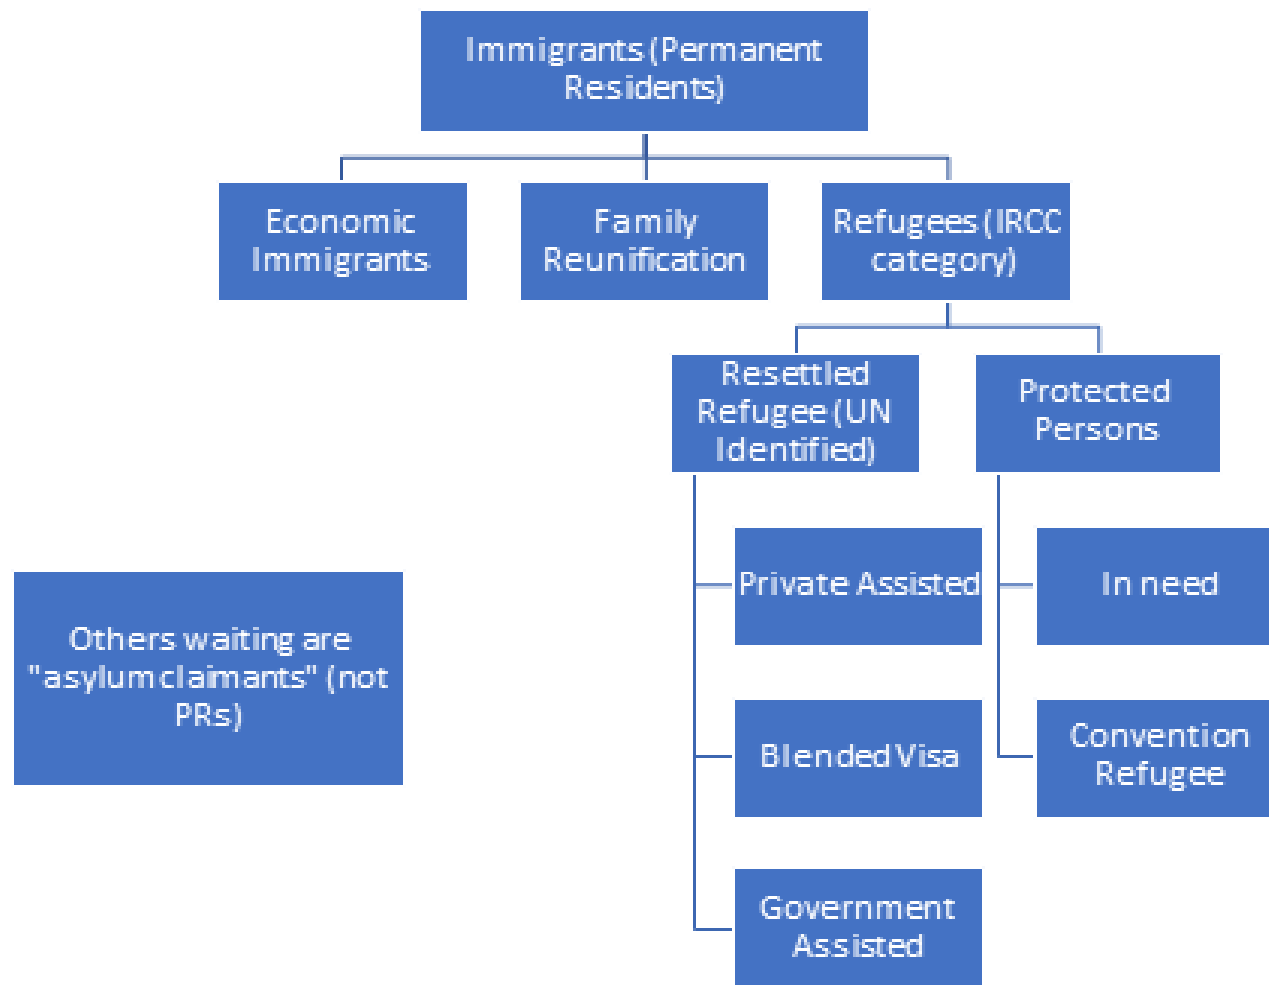 Immigrants (Permanent
Residents)
Economic
Immigrants
Family
Reunification
Refugees (IRCC
category)
Resettled
Refugee (UN
Identified)
Protected
Persons
Private Assisted
In need
Others waiting are
"asylum claimants" (not
PRs)
Blended Visa
Convention
Refugee
Government
Assisted